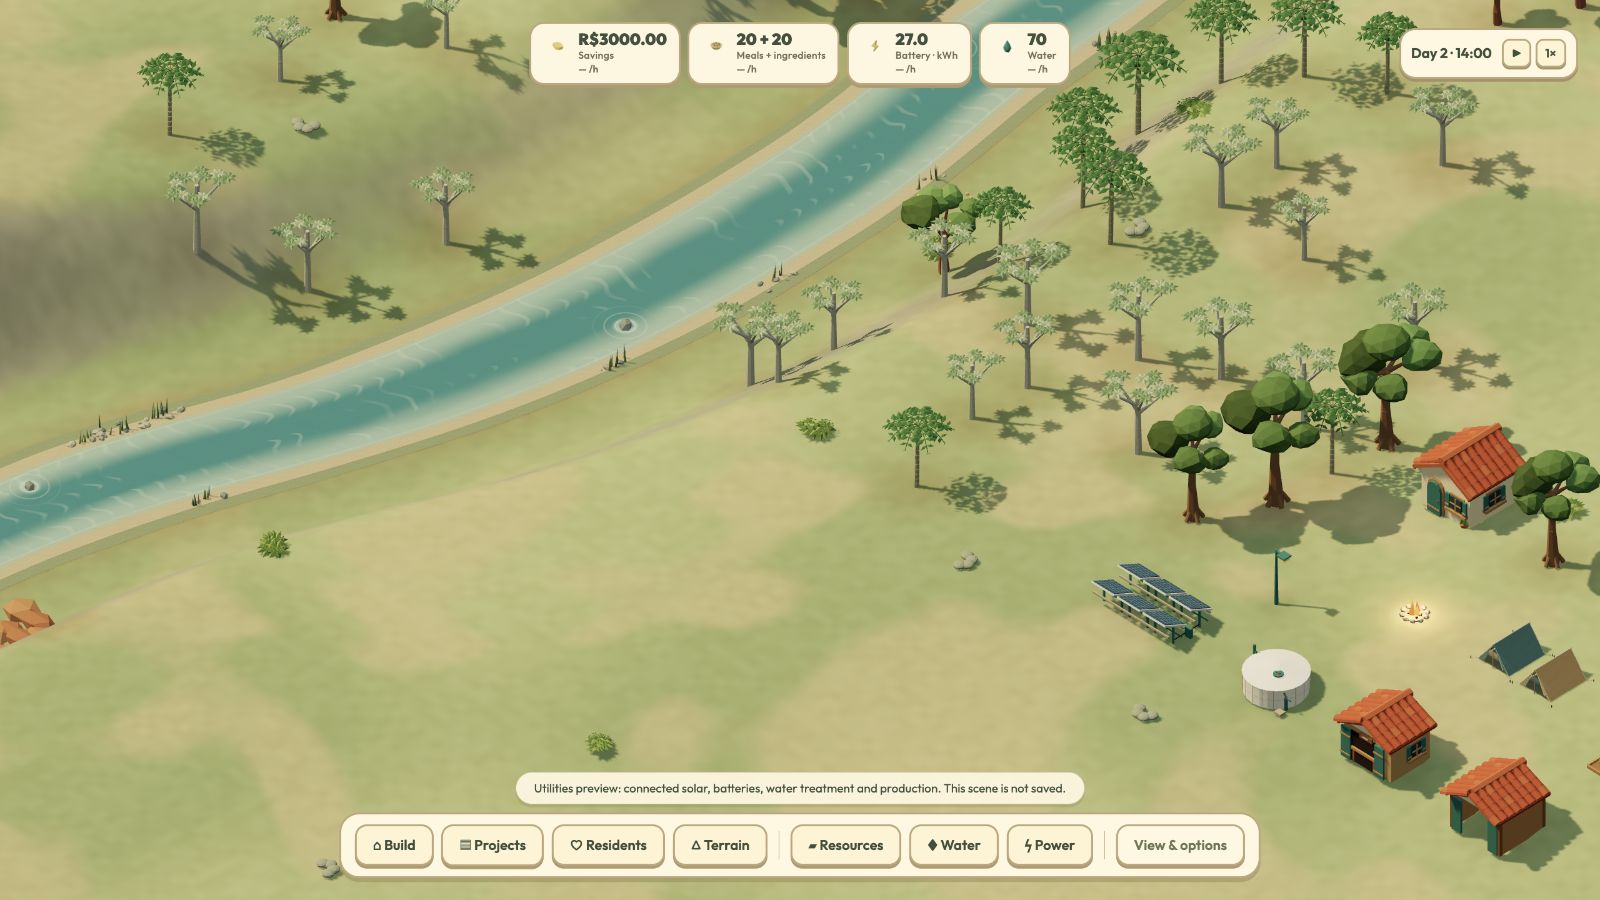 R$3000.00
Savings
— /h
20 + 20
Meals + ingredients
— /h
27.0
Battery · kWh
— /h
70
Water
— /h
Day 2 · 14:00
1×
Utilities preview: connected solar, batteries, water treatment and production. This scene is not saved.
Build
Projects
Residents
Terrain
Resources
Water
Power
View & options